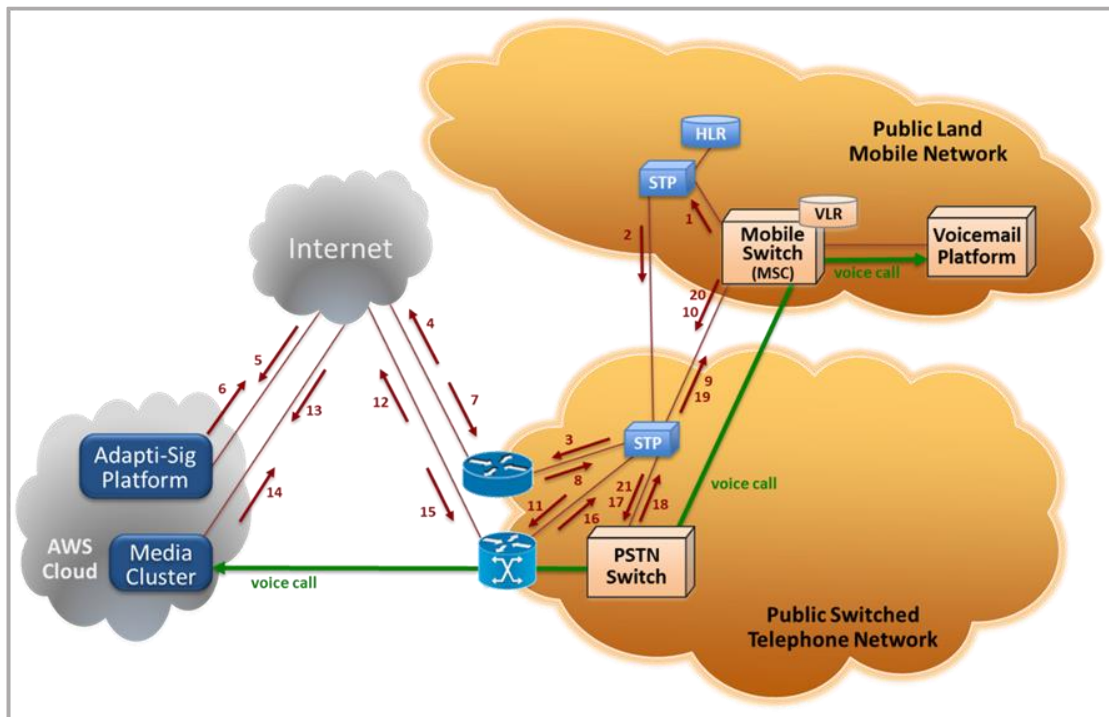 HLR
Public Land
Mobile Network
STP
VLR
1
2
Mobile
Switch
(MSC)
Voicemail
Platform
voice call
Internet
20
10
4
5
6
9
19
13
12
7
Adapti-Sig
Platform
3
STP
8
14
11
21
17
18
15
16
AWS
Cloud
Media
Cluster
voice call
PSTN
Switch
voice call
Public Switched
Telephone Network